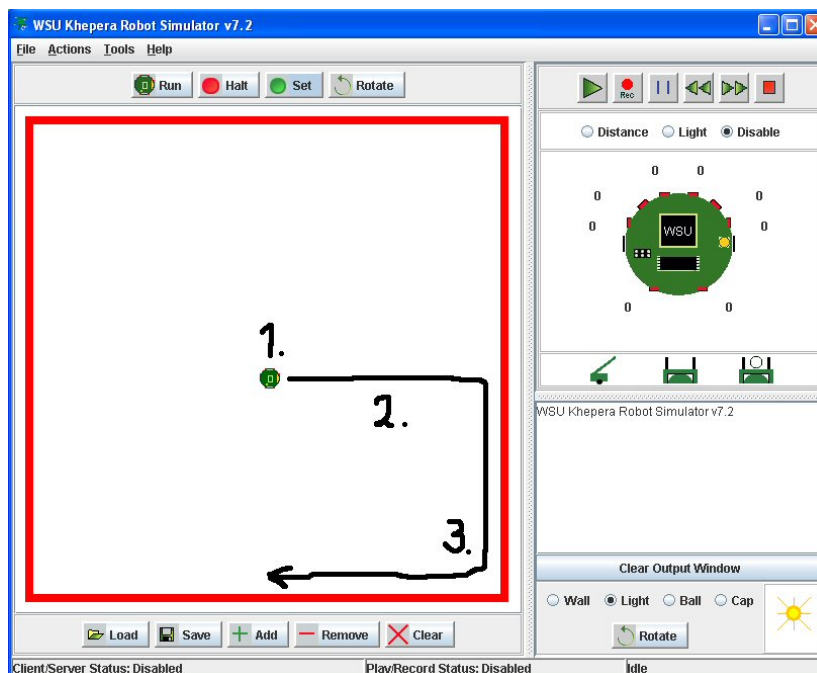 WSU Khepera Robot Simulator v7.2
File Actions Tools Help
Run Halt Set Rotate
Rec
Distance Light Disable
0 0
0 0
WSU
0 0
0 0
1.
2.
3.
WSU Khepera Robot Simulator v7.2
Clear Output Window
Wall Light Ball Cap
Rotate
Load Save Add Remove Clear
Client/Server Status: Disabled Play/Record Status: Disabled Idle